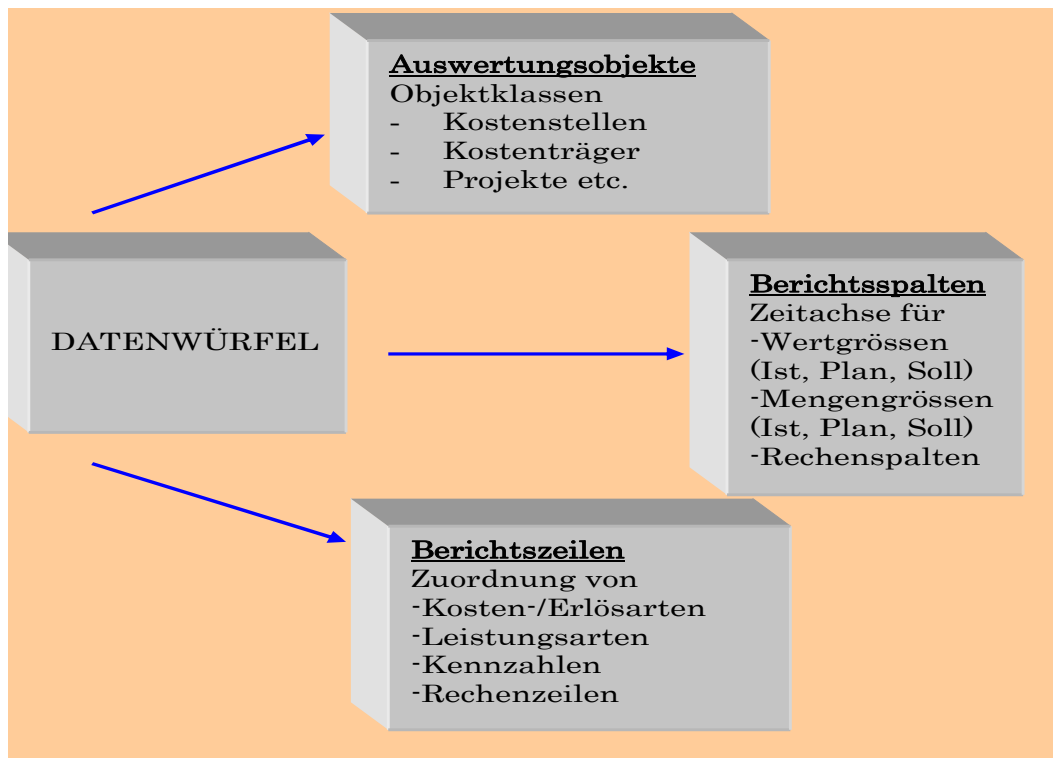 Auswertungsobjekte
Objektklassen
- Kostenstellen
- Kostenträger
- Projekte etc.
DATENWÜRFEL
Berichtsspalten
Zeitachse für
-Wertgrössen
(Ist, Plan, Soll)
-Mengengrössen
(Ist, Plan, Soll)
-Rechenspalten
Berichtszeilen
Zuordnung von
-Kosten-/Erlösarten
-Leistungsarten
-Kennzahlen
-Rechenzeilen